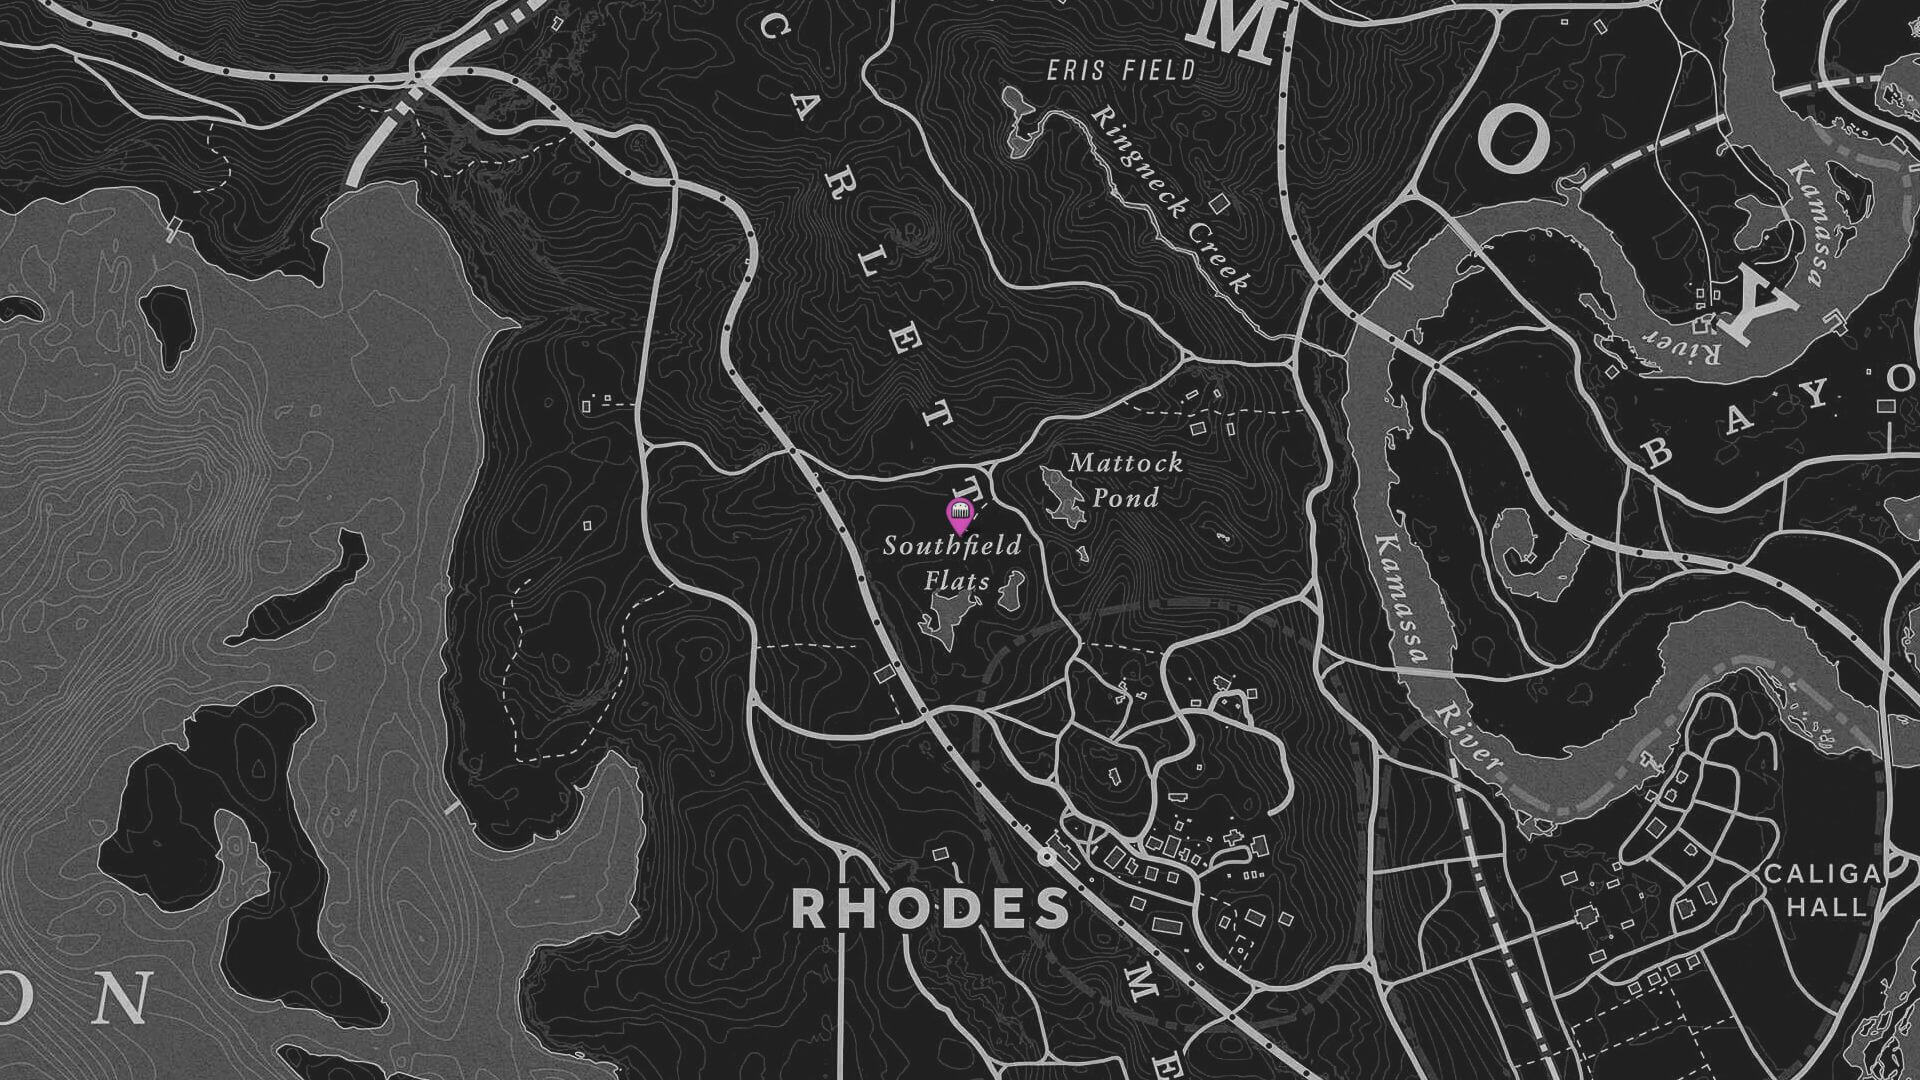 C
A
R
L
E
T
T
M
ERIS FIELD
Ringneck Creek
O
Kamassa
River
Y
B A Y O
Mattock
Pond
Southfield
Flats
Kamassa
River
CALIGA
HALL
RHODES
O N
M
E